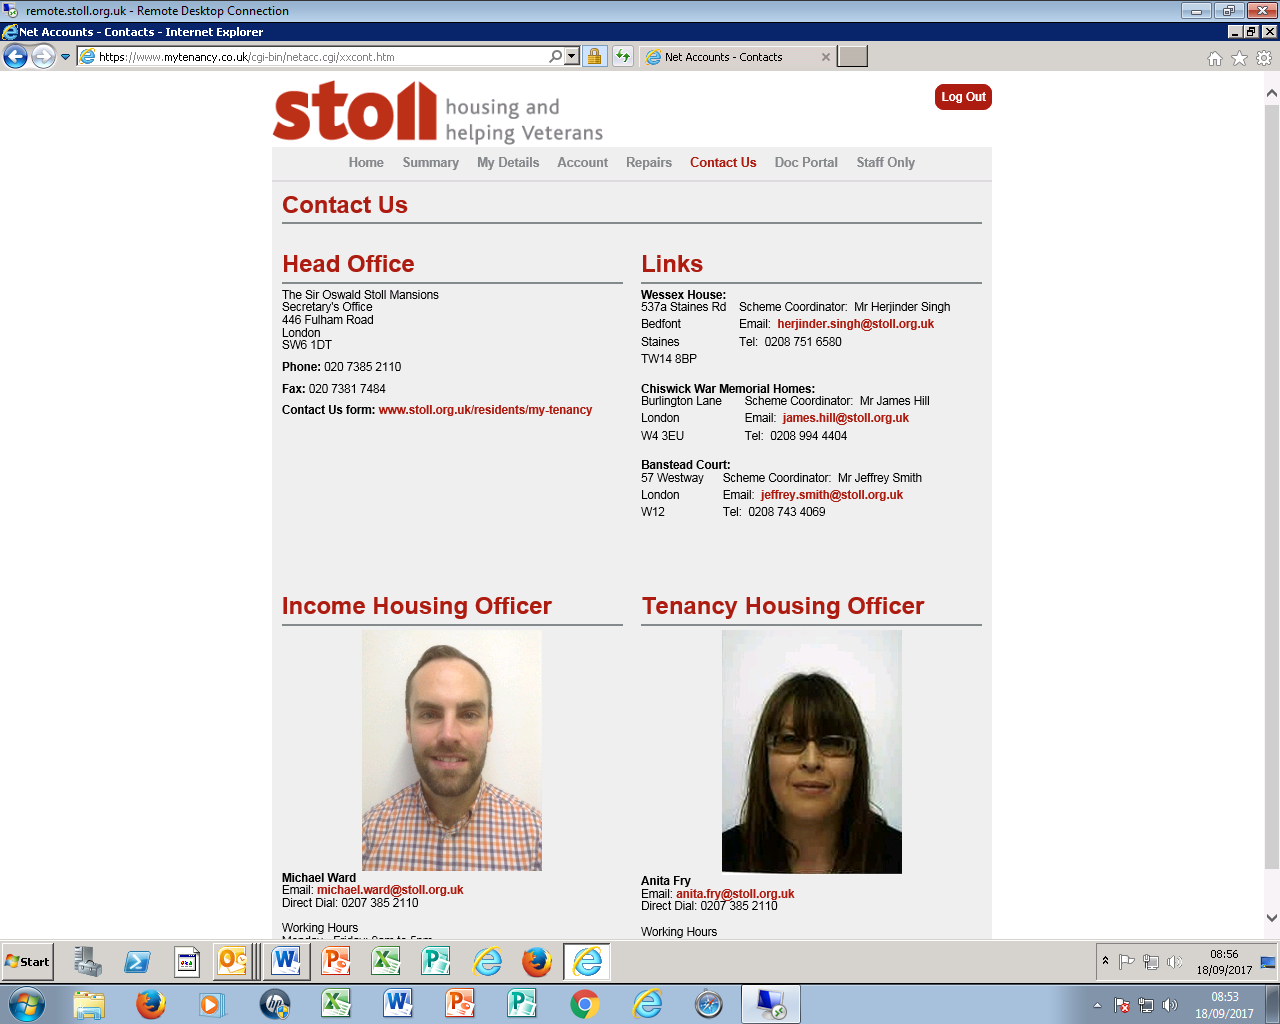 remote.stoll.org.uk - Remote Desktop Connection
Net Accounts - Contacts - Internet Explorer
https://www.mytenancy.co.uk/cgi-bin/netacc.cgi/xxcont.htm
Net Accounts - Contacts
stoll housing and
helping Veterans
Log Out
Home Summary My Details Account Repairs Contact Us Doc Portal Staff Only
Contact Us
Head Office
The Sir Oswald Stoll Mansions
Secretary's Office
446 Fulham Road
London
SW6 1DT
Phone: 020 7385 2110
Fax: 020 7381 7484
Contact Us form: www.stoll.org.uk/residents/my-tenancy
Links
Wessex House:
537a Staines Rd Scheme Coordinator: Mr Herjinder Singh
Bedfont Email: herjinder.singh@stoll.org.uk
Staines Tel: 0208 751 6580
TW14 8BP
Chiswick War Memorial Homes:
Burlington Lane Scheme Coordinator: Mr James Hill
London Email: james.hill@stoll.org.uk
W4 3EU Tel: 0208 994 4404
Banstead Court:
57 Westway Scheme Coordinator: Mr Jeffrey Smith
London Email: jeffrey.smith@stoll.org.uk
W12 Tel: 0208 743 4069
Income Housing Officer
Michael Ward
Email: michael.ward@stoll.org.uk
Direct Dial: 0207 385 2110
Working Hours
Monday - Friday: 9am to 5pm
Tenancy Housing Officer
Anita Fry
Email: anita.fry@stoll.org.uk
Direct Dial: 0207 385 2110
Working Hours
Start
08:56
18/09/2017
08:53
18/09/2017